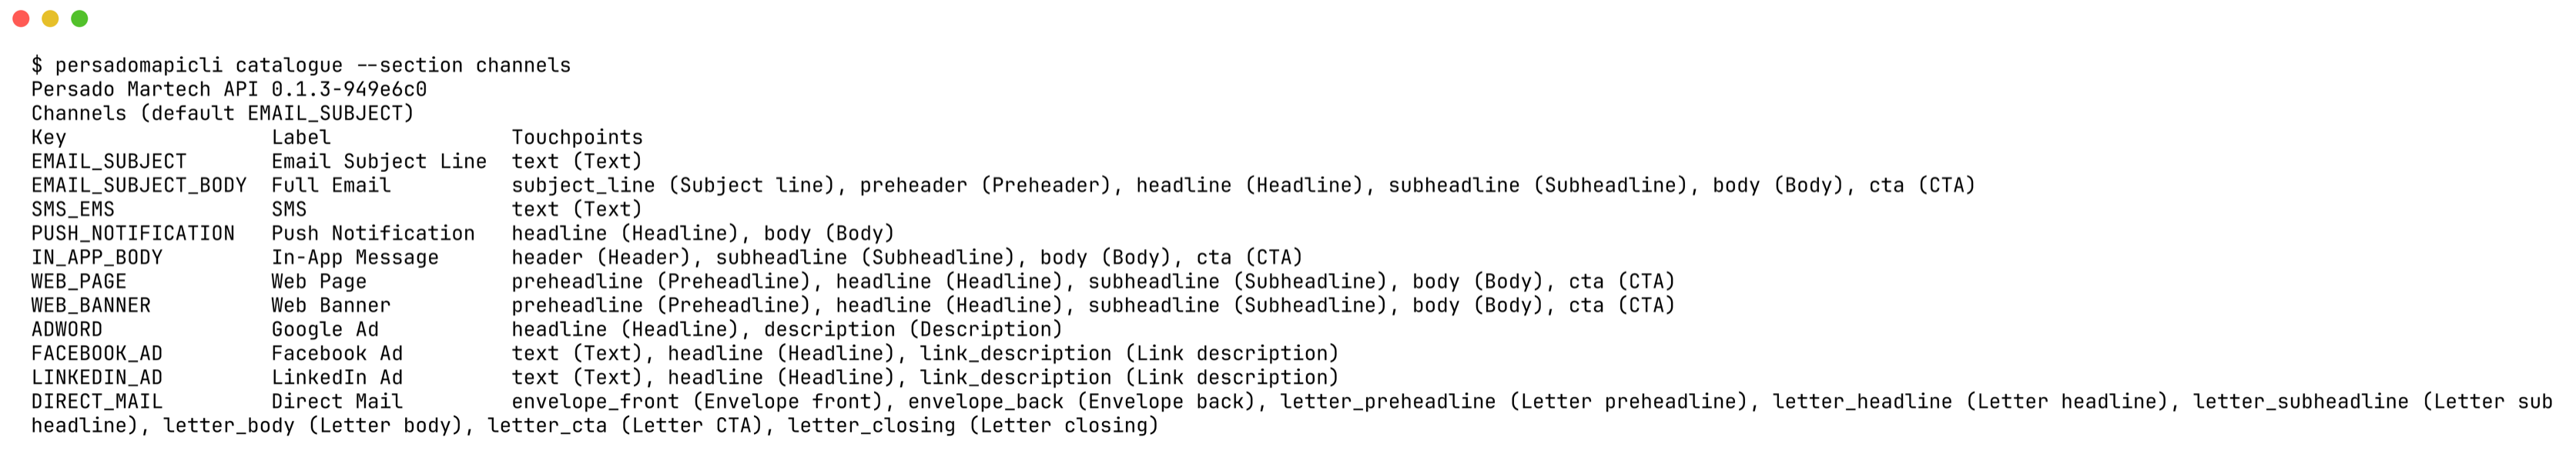 $ persadomapicli catalogue --section channels
Persado Martech API 0.1.3-949e6c0
Channels (default EMAIL_SUBJECT)
Key                 Label               Touchpoints
EMAIL_SUBJECT       Email Subject Line  text (Text)
EMAIL_SUBJECT_BODY  Full Email          subject_line (Subject line), preheader (Preheader), headline (Headline), subheadline (Subheadline), body (Body), cta (CTA)
SMS_EMS             SMS                 text (Text)
PUSH_NOTIFICATION   Push Notification   headline (Headline), body (Body)
IN_APP_BODY         In-App Message      header (Header), subheadline (Subheadline), body (Body), cta (CTA)
WEB_PAGE            Web Page            preheadline (Preheadline), headline (Headline), subheadline (Subheadline), body (Body), cta (CTA)
WEB_BANNER          Web Banner          preheadline (Preheadline), headline (Headline), subheadline (Subheadline), body (Body), cta (CTA)
ADWORD              Google Ad           headline (Headline), description (Description)
FACEBOOK_AD         Facebook Ad         text (Text), headline (Headline), link_description (Link description)
LINKEDIN_AD         LinkedIn Ad         text (Text), headline (Headline), link_description (Link description)
DIRECT_MAIL         Direct Mail         envelope_front (Envelope front), envelope_back (Envelope back), letter_preheadline (Letter preheadline), letter_headline (Letter headline), letter_subheadline (Letter sub
headline), letter_body (Letter body), letter_cta (Letter CTA), letter_closing (Letter closing)